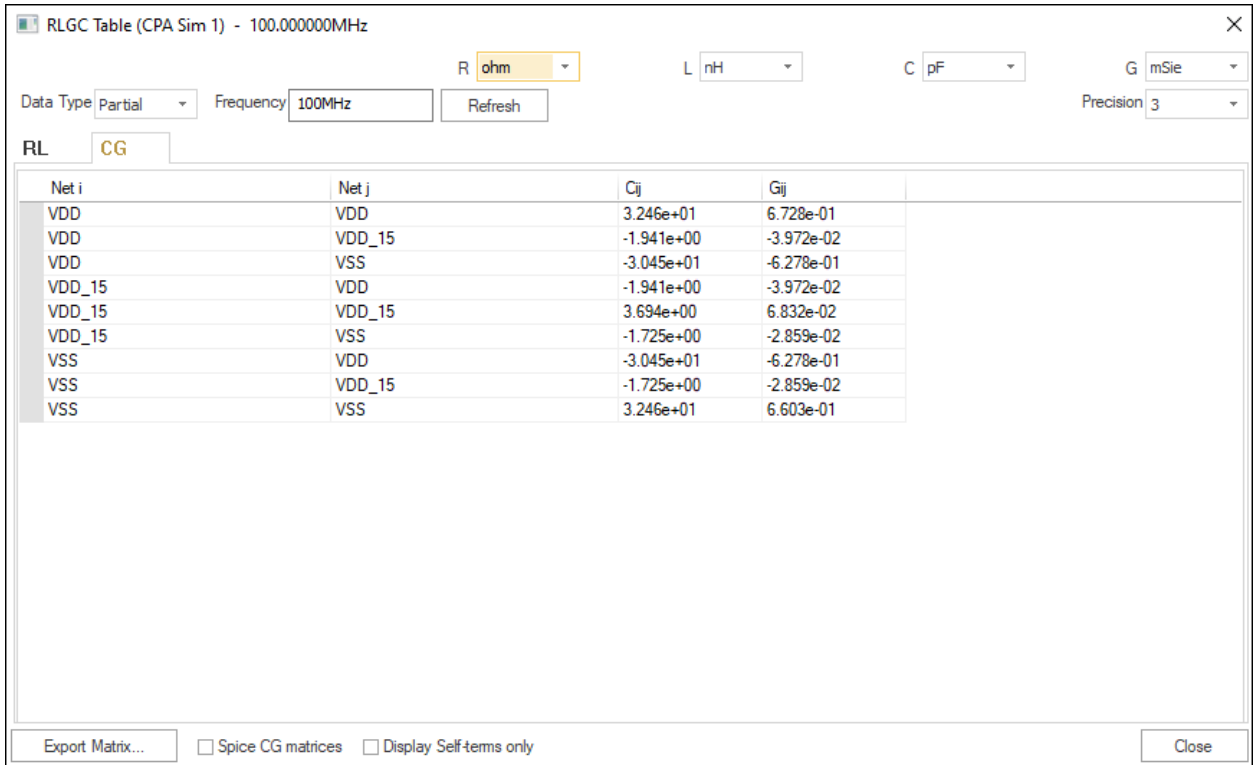 RLGC Table (CPA Sim 1) - 100.000000MHz
R ohm L nH C pF G mSie
Data Type Partial Frequency 100MHz Refresh Precision 3
RL CG
Net i Net j Cij Gij
VDD VDD 3.246e+01 6.728e-01
VDD VDD_15 -1.941e+00 -3.972e-02
VDD VSS -3.045e+01 -6.278e-01
VDD_15 VDD -1.941e+00 -3.972e-02
VDD_15 VDD_15 3.694e+00 6.832e-02
VDD_15 VSS -1.725e+00 -2.859e-02
VSS VDD -3.045e+01 -6.278e-01
VSS VDD_15 -1.725e+00 -2.859e-02
VSS VSS 3.246e+01 6.603e-01
Export Matrix... Spice CG matrices Display Self-terms only Close